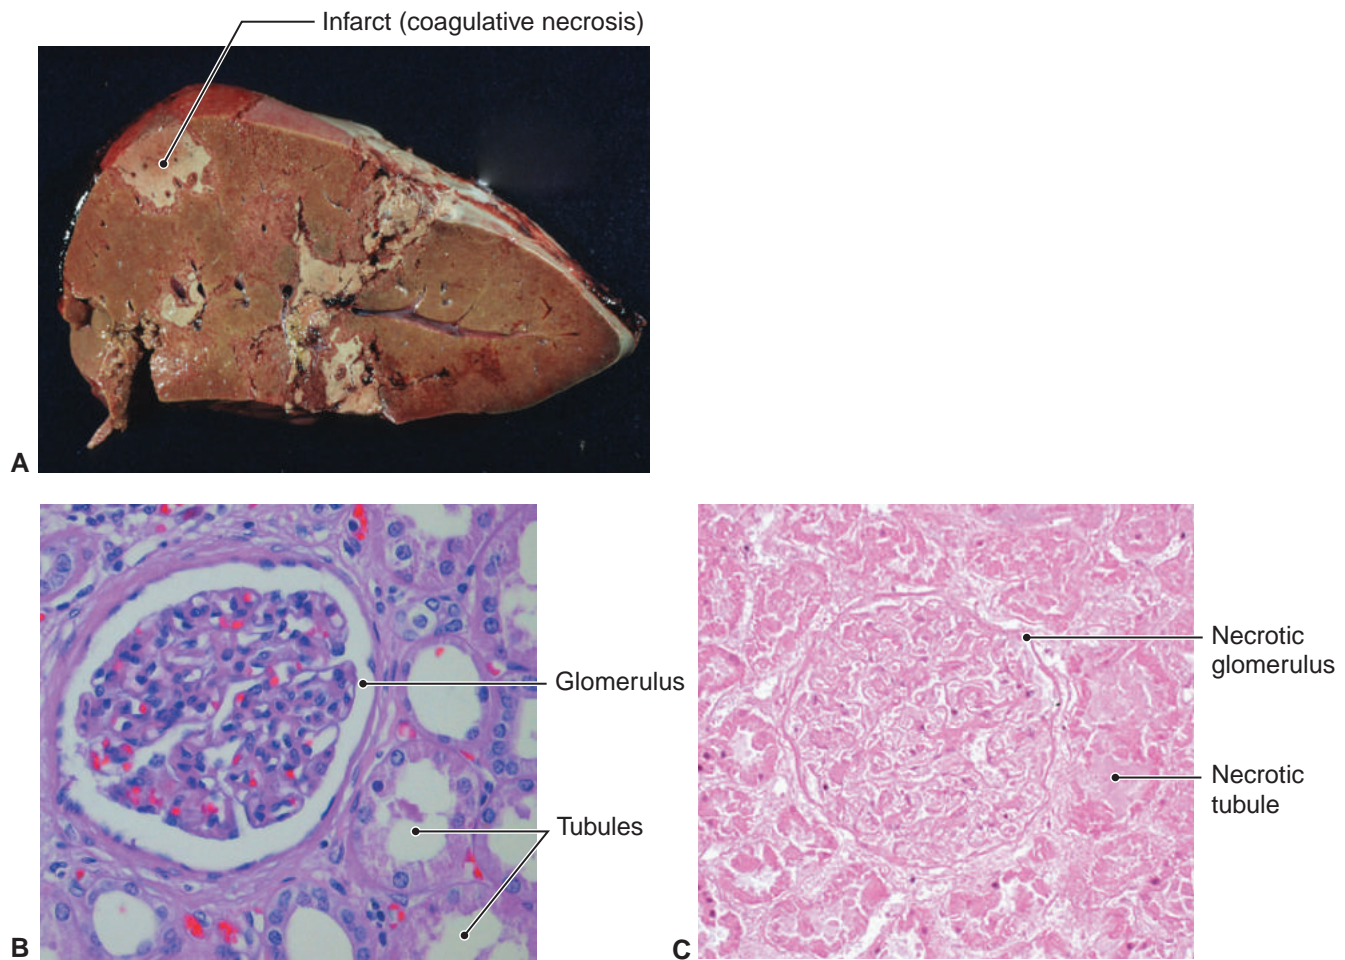 Infarct (coagulative necrosis)
A
Glomerulus
Tubules
B
Necrotic
glomerulus
Necrotic
tubule
C